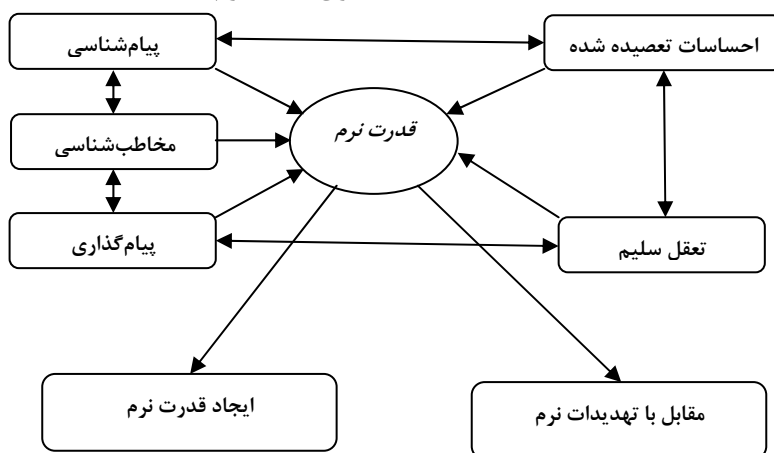 احساسات تعصیده شده
پیام‌شناسی
قدرت نرم
مخاطب‌شناسی
تعقل سلیم
پیام‌گذاری
مقابل با تهدیدات نرم
ایجاد قدرت نرم